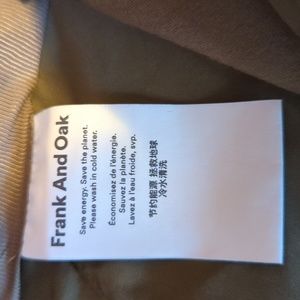 Frank And Oak
Save energy. Save the planet.
Please wash in cold water.
Économisez de l'énergie.
Sauvez la planète.
Lavez à l'eau froide, svp.
节约能源 拯救地球
冷水清洗